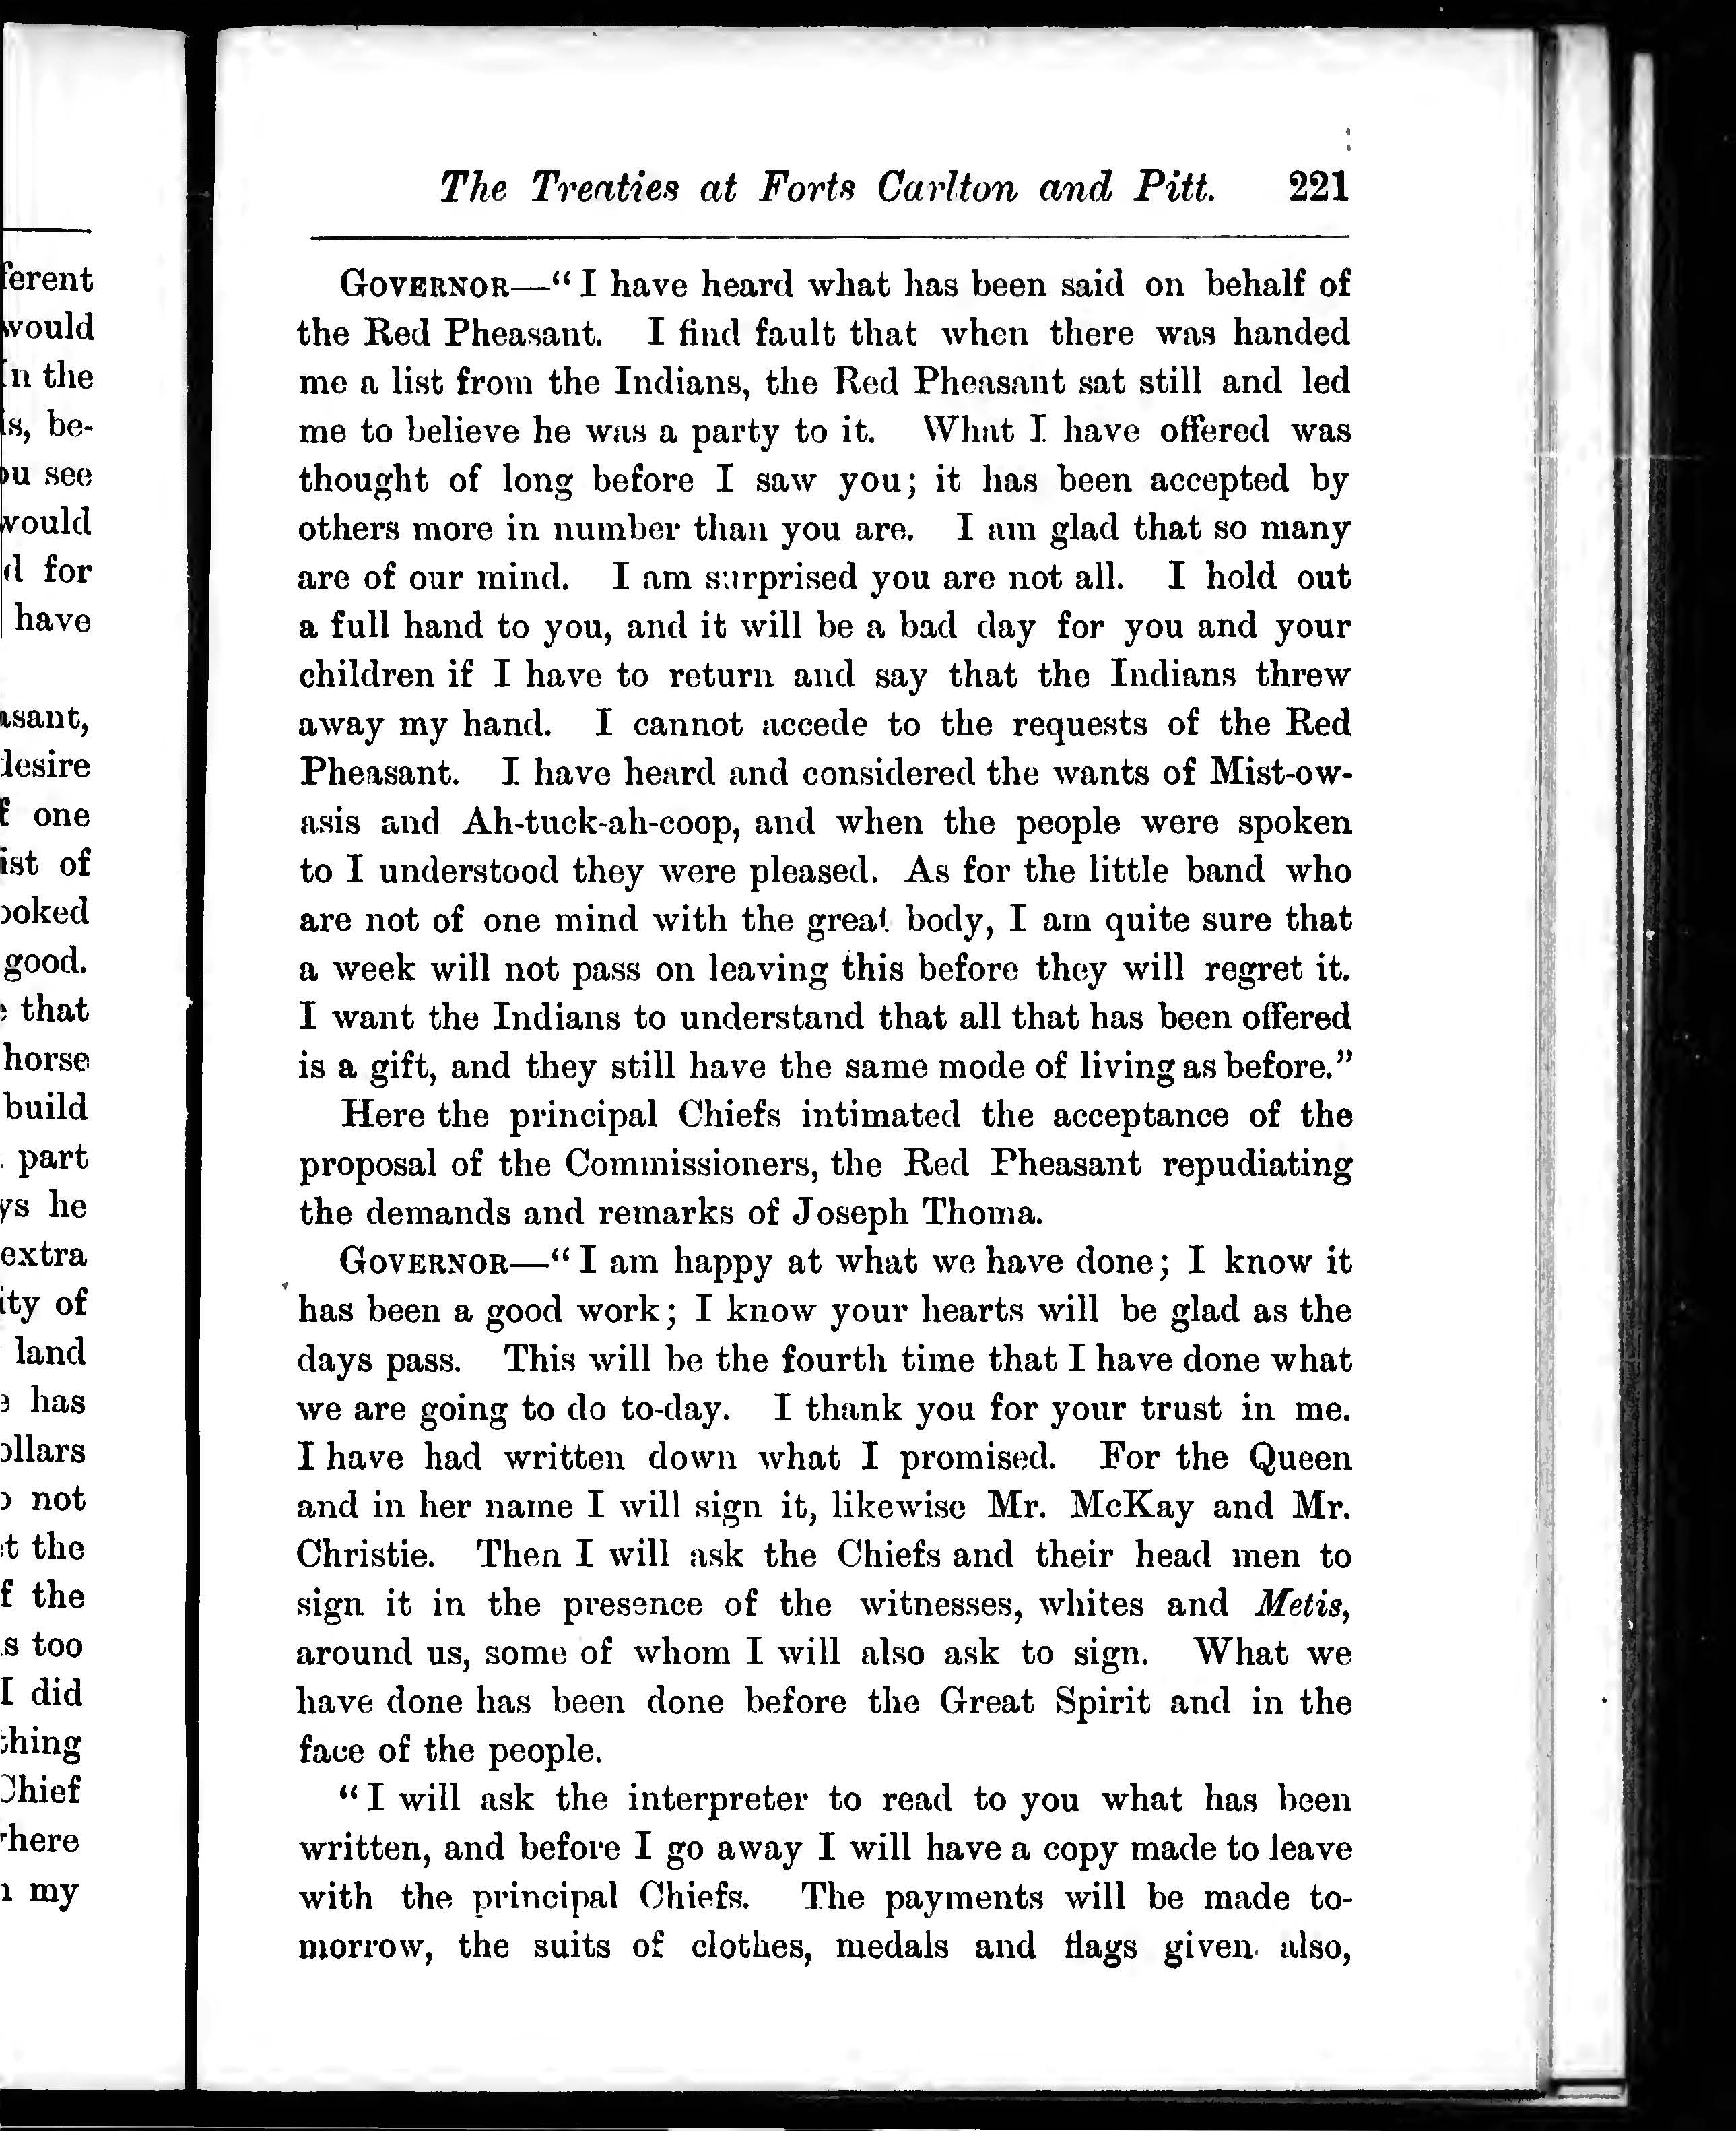 ferent
would
In the
is, be-
ou see
would
d for
have
asant,
desire
f one
ist of
ooked
good.
that
horse
build
part
ys he
extra
ity of
land
has
ollars
not
t the
f the
s too
I did
thing
Chief
here
my
The Treaties at Forts Carlton and Pitt. 221
GOVERNOR—“ I have heard what has been said on behalf of
the Red Pheasant. I find fault that when there was handed
me a list from the Indians, the Red Pheasant sat still and led
me to believe he was a party to it. What I have offered was
thought of long before I saw you; it has been accepted by
others more in number than you are. I am glad that so many
are of our mind. I am surprised you are not all. I hold out
a full hand to you, and it will be a bad day for you and your
children if I have to return and say that the Indians threw
away my hand. I cannot accede to the requests of the Red
Pheasant. I have heard and considered the wants of Mist-ow-
asis and Ah-tuck-ah-coop, and when the people were spoken
to I understood they were pleased. As for the little band who
are not of one mind with the great body, I am quite sure that
a week will not pass on leaving this before they will regret it.
I want the Indians to understand that all that has been offered
is a gift, and they still have the same mode of living as before.”
Here the principal Chiefs intimated the acceptance of the
proposal of the Commissioners, the Red Pheasant repudiating
the demands and remarks of Joseph Thoma.
GOVERNOR—“ I am happy at what we have done; I know it
has been a good work; I know your hearts will be glad as the
days pass. This will be the fourth time that I have done what
we are going to do to-day. I thank you for your trust in me.
I have had written down what I promised. For the Queen
and in her name I will sign it, likewise Mr. McKay and Mr.
Christie. Then I will ask the Chiefs and their head men to
sign it in the presence of the witnesses, whites and Metis,
around us, some of whom I will also ask to sign. What we
have done has been done before the Great Spirit and in the
face of the people.
“ I will ask the interpreter to read to you what has been
written, and before I go away I will have a copy made to leave
with the principal Chiefs. The payments will be made to-
morrow, the suits of clothes, medals and flags given also,